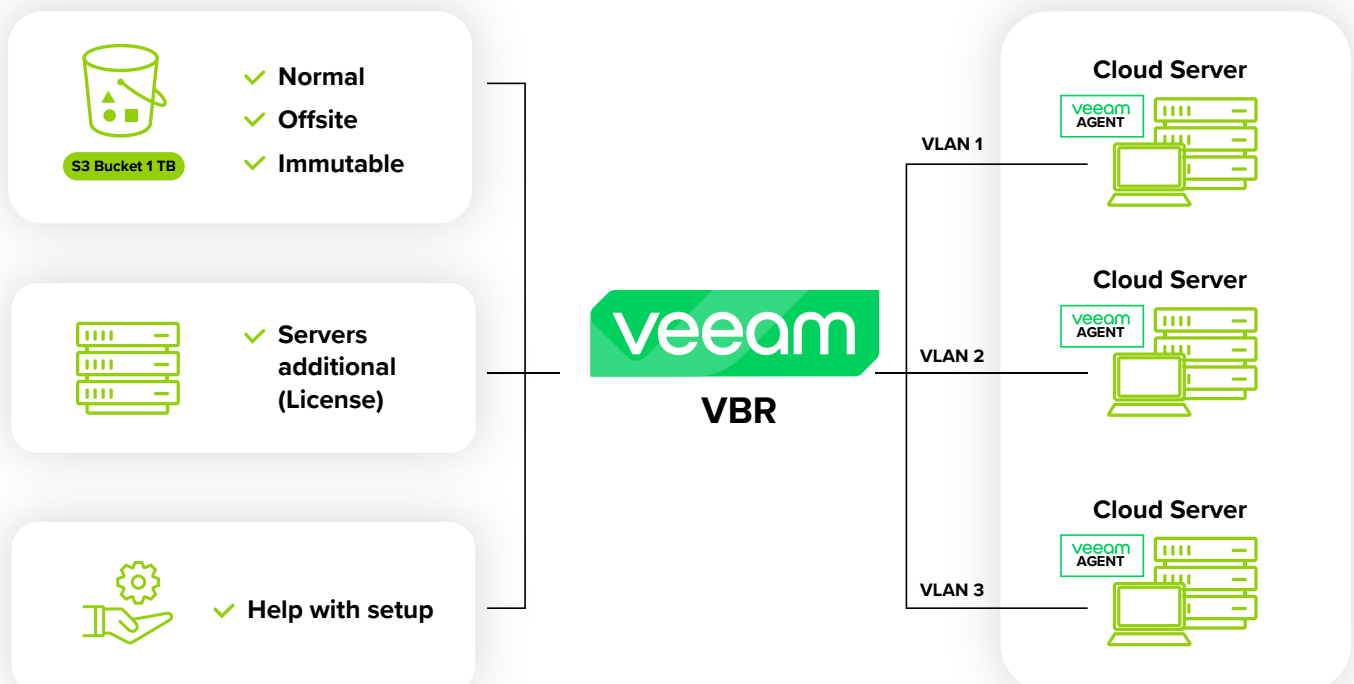 Normal
Offsite
Immutable
S3 Bucket 1 TB
Servers
additional
(License)
Help with setup
veeam
VBR
VLAN 1
VLAN 2
VLAN 3
Cloud Server
veeam
AGENT
Cloud Server
veeam
AGENT
Cloud Server
veeam
AGENT